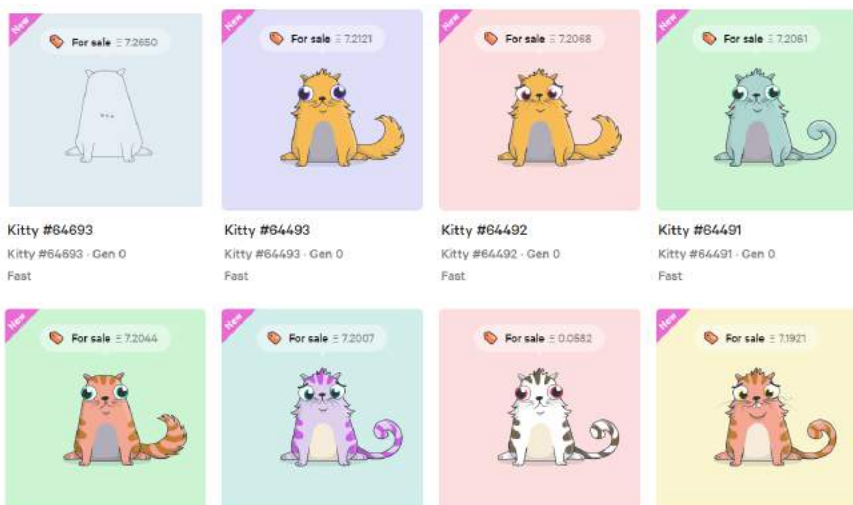 New
For sale Ξ 7.2650
New
For sale Ξ 7.2121
New
For sale Ξ 7.2068
New
For sale Ξ 7.2061
Kitty #64693
Kitty #64693 · Gen 0
Fast
Kitty #64493
Kitty #64493 · Gen 0
Fast
Kitty #64492
Kitty #64492 · Gen 0
Fast
Kitty #64491
Kitty #64491 · Gen 0
Fast
New
For sale Ξ 7.2044
New
For sale Ξ 7.2007
For sale Ξ 0.0582
New
For sale Ξ 7.1921